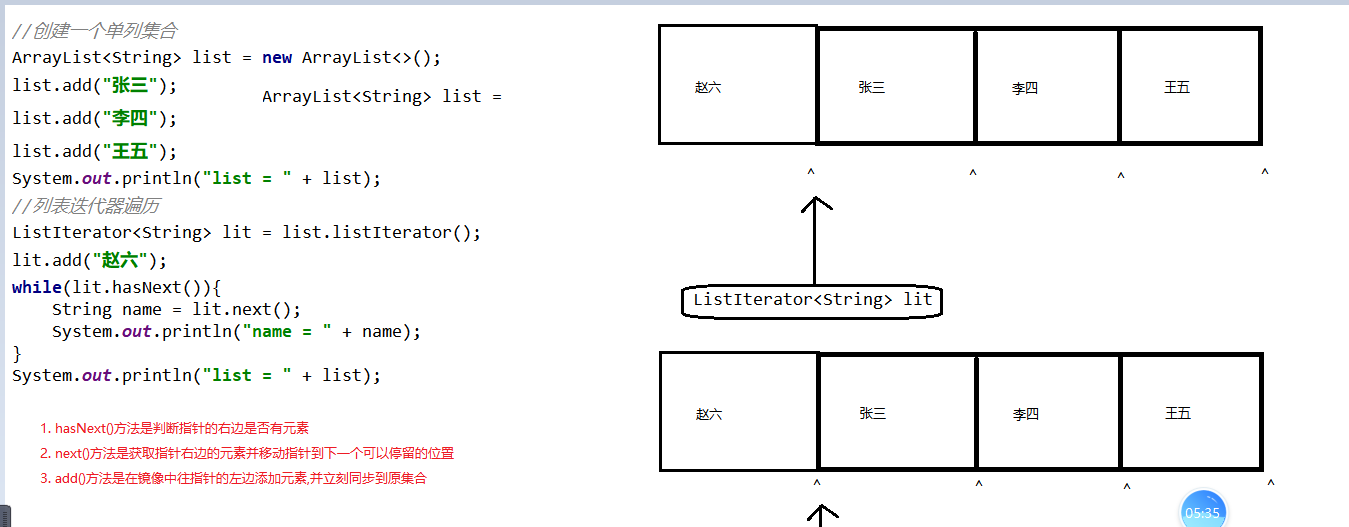 //创建一个单列集合
ArrayList<String> list = new ArrayList<>();
list.add("张三");
ArrayList<String> list =
list.add("李四");
list.add("王五");
System.out.println("list = " + list);
//列表迭代器遍历
ListIterator<String> lit = list.listIterator();
lit.add("赵六");
while(lit.hasNext()){
    String name = lit.next();
    System.out.println("name = " + name);
}
System.out.println("list = " + list);
1. hasNext()方法是判断指针的右边是否有元素
2. next()方法是获取指针右边的元素并移动指针到下一个可以停留的位置
3. add()方法是在镜像中往指针的左边添加元素,并立刻同步到原集合
赵六 张三 李四 王五
^ ^ ^ ^
ListIterator<String> lit
赵六 张三 李四 王五
^ ^ ^ ^
05:35